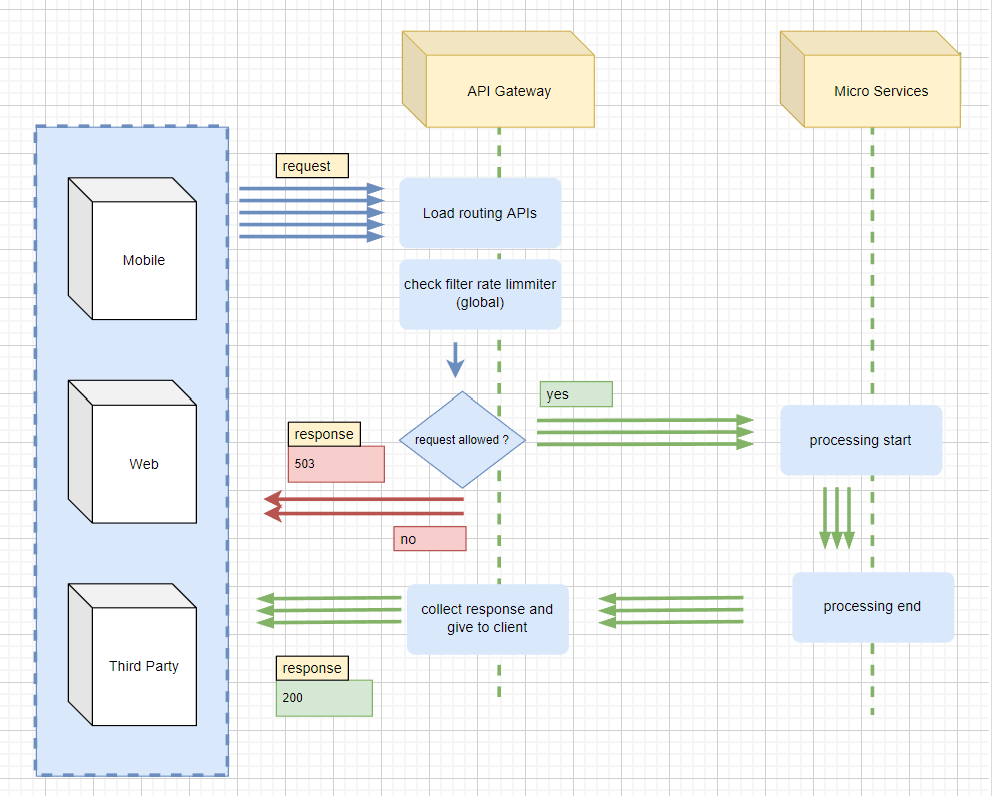 API Gateway
Micro Services
request
Load routing APIs
Mobile
check filter rate limmiter
(global)
yes
response
request allowed ?
processing start
503
Web
no
collect response and
give to client
processing end
Third Party
response
200